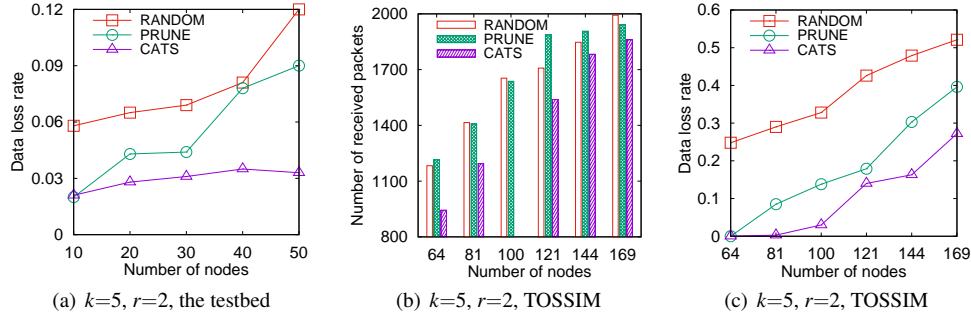 0.12
0.09
0.06
0.03
0
Data loss rate
RANDOM
PRUNE
CATS
10 20 30 40 50
Number of nodes
(a) k=5, r=2, the testbed
2000
1700
1400
1100
800
Number of received packets
RANDOM
PRUNE
CATS
64 81 100 121 144 169
Number of nodes
(b) k=5, r=2, TOSSIM
0.6
0.5
0.4
0.3
0.2
0.1
0
Data loss rate
RANDOM
PRUNE
CATS
64 81 100 121 144 169
Number of nodes
(c) k=5, r=2, TOSSIM